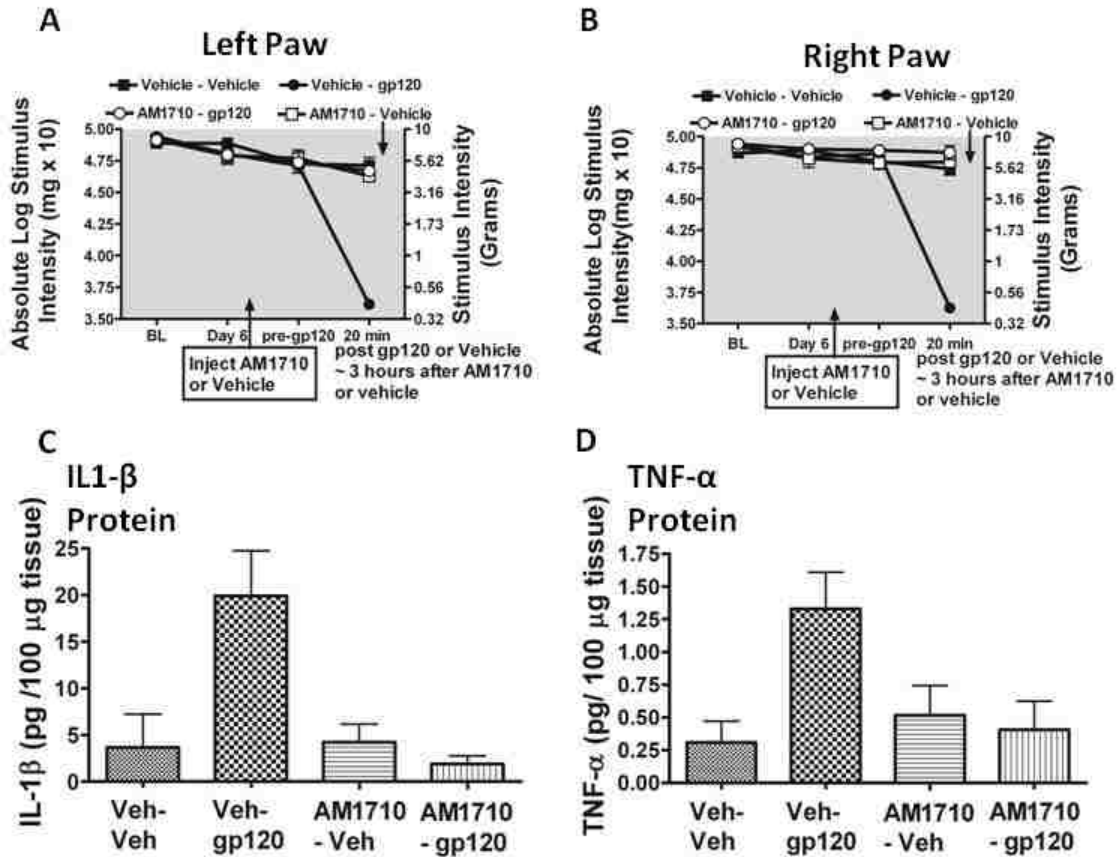 A
Left Paw
Vehicle - Vehicle
Vehicle - gp120
AM1710 - gp120
AM1710 - Vehicle
Absolute Log Stimulus
Intensity (mg x 10)
5.00
4.75
4.50
4.25
4.00
3.75
3.50
10
5.62
3.16
1.73
1
0.56
0.32
Stimulus Intensity
(Grams)
BL
Day 6
pre-gp120
20 min
Inject AM1710
or Vehicle
post gp120 or Vehicle
~ 3 hours after AM1710
or vehicle
B
Right Paw
Vehicle - Vehicle
Vehicle - gp120
AM1710 - gp120
AM1710 - Vehicle
Absolute Log Stimulus
Intensity(mg x 10)
5.00
4.75
4.50
4.25
4.00
3.75
3.50
10
5.62
3.16
1.73
1
0.56
0.32
Stimulus Intensity
(Grams)
BL
Day 6
pre-gp120
20 min
Inject AM1710
or Vehicle
post gp120 or Vehicle
~ 3 hours after AM1710
or vehicle
C
IL1-β
Protein
IL-1β (pg /100 µg tissue)
25
20
15
10
5
0
Veh-
Veh
Veh-
gp120
AM1710
- Veh
AM1710
- gp120
D
TNF-α
Protein
TNF-α (pg/ 100 µg tissue)
1.75
1.50
1.25
1.00
0.75
0.50
0.25
0.00
Veh-
Veh
Veh-
gp120
AM1710
- Veh
AM1710
- gp120